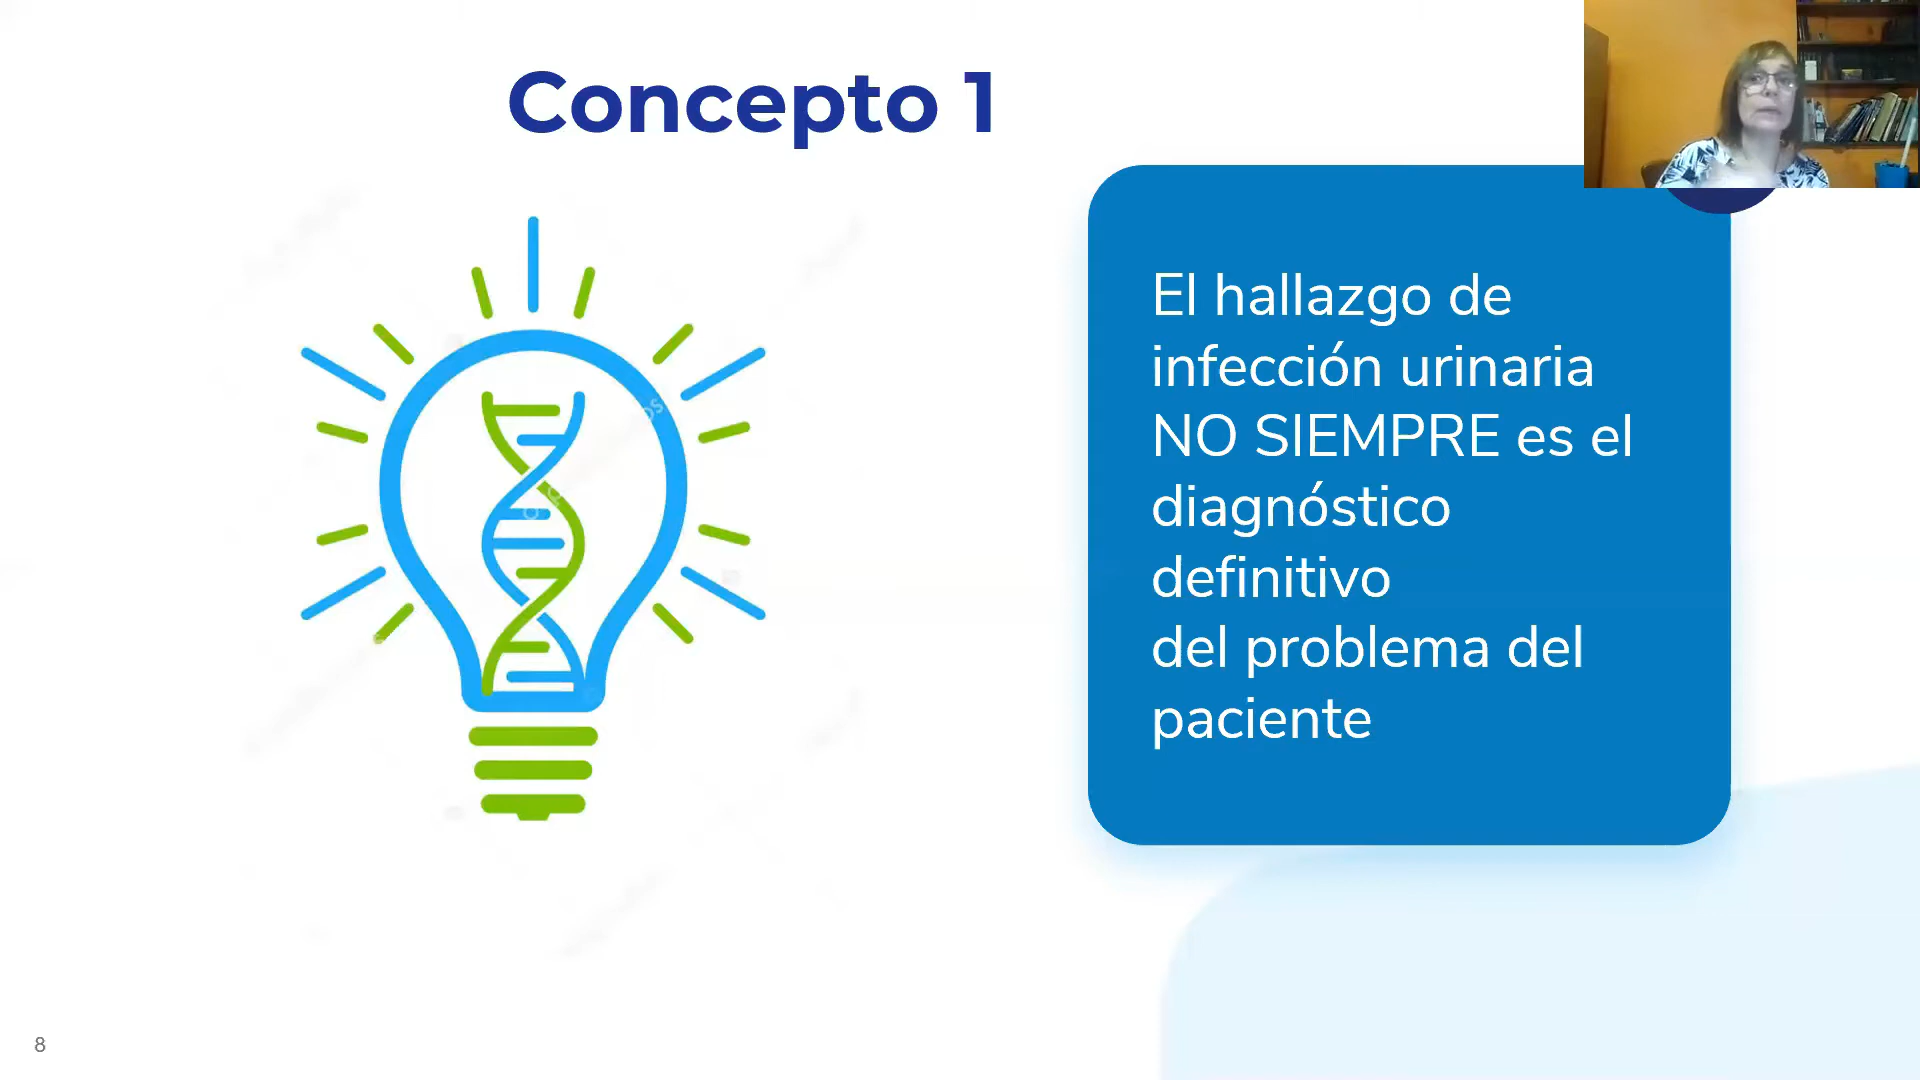 Concepto 1
El hallazgo de
infección urinaria
NO SIEMPRE es el
diagnóstico
definitivo
del problema del
paciente
8